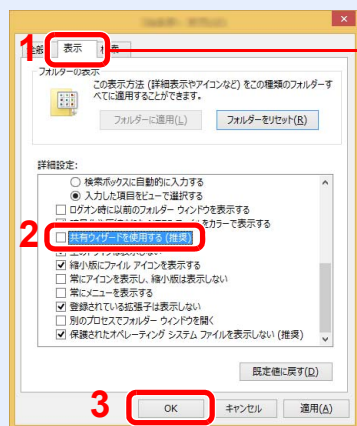 1
表示
フォルダーの表示
この表示方法 (詳細表示やアイコンなど) をこの種類のフォルダーす
べてに適用することができます。
フォルダーに適用(L)
フォルダーをリセット(R)
詳細設定:
検索ボックスに自動的に入力する
入力した項目をビューで選択する
ログオン時に以前のフォルダー ウィンドウを表示する
カラーで表示する
2
共有ウィザードを使用する (推奨)
縮小版にファイル アイコンを表示する
常にアイコンを表示し、縮小版は表示しない
常にメニューを表示する
登録されている拡張子は表示しない
別のプロセスでフォルダー ウィンドウを開く
保護されたオペレーティング システム ファイルを表示しない (推奨)
既定値に戻す(D)
3
OK
キャンセル
適用(A)